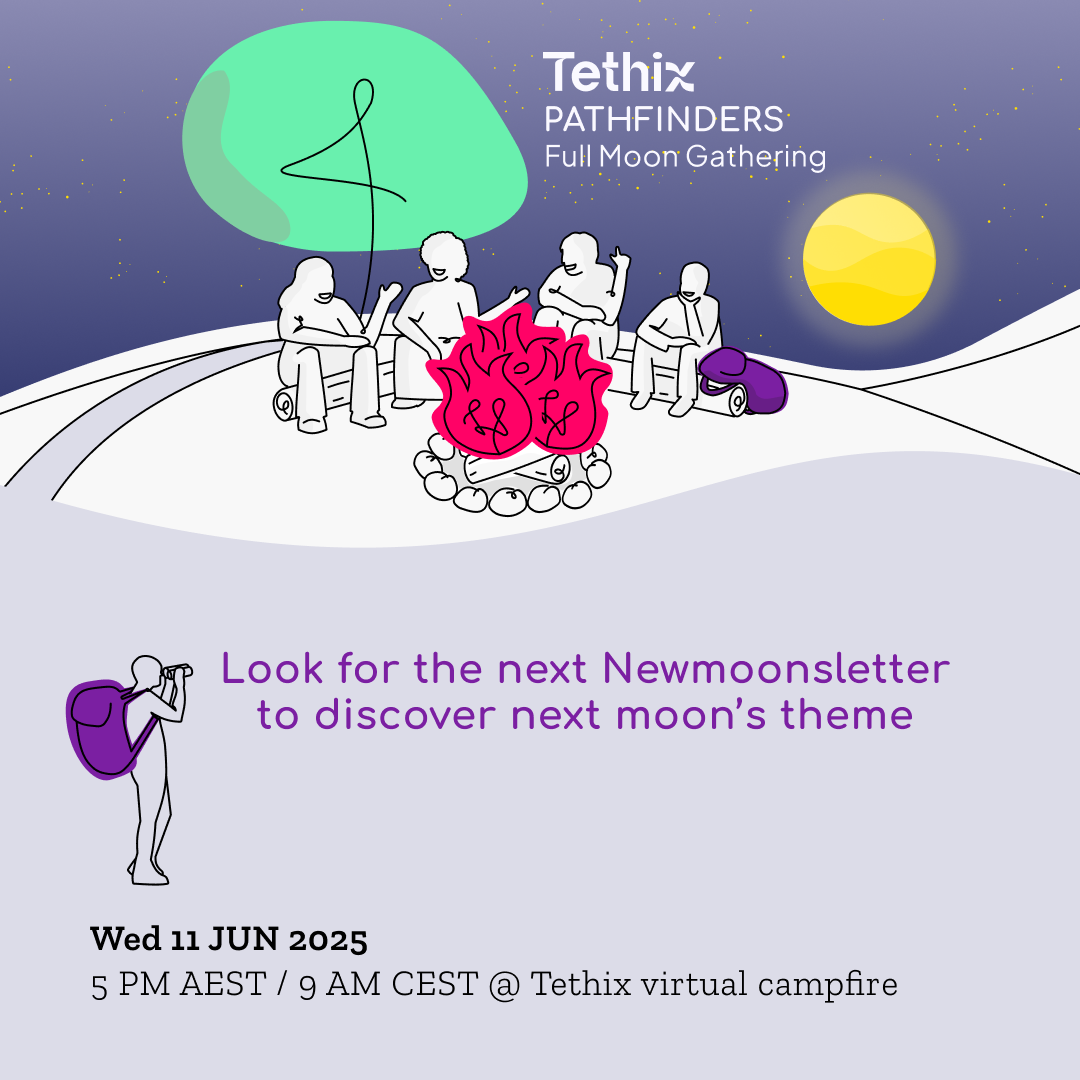 Tethix
PATHFINDERS
Full Moon Gathering
Look for the next Newmoonsletter
to discover next moon’s theme
Wed 11 JUN 2025
5 PM AEST / 9 AM CEST @ Tethix virtual campfire